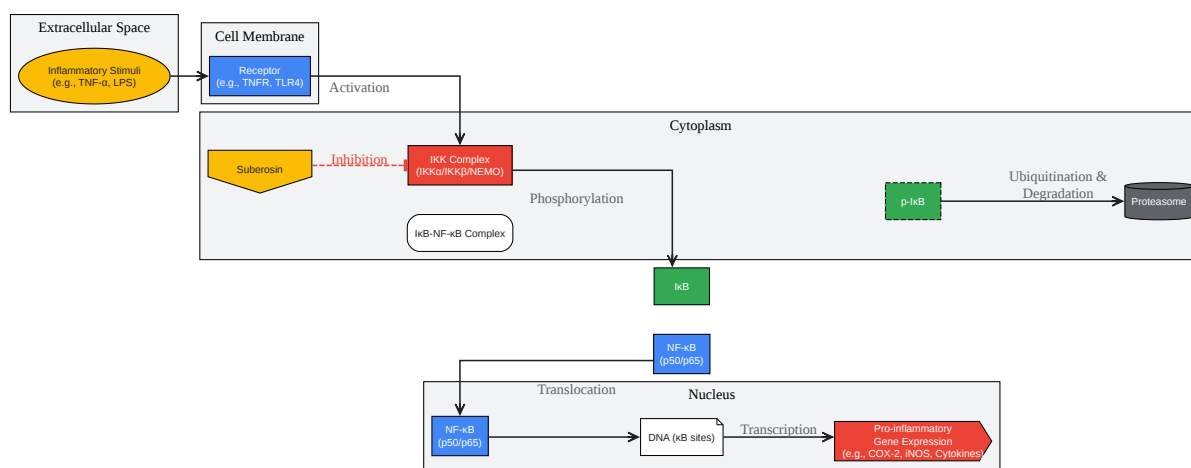 Extracellular Space
Inflammatory Stimuli
(e.g., TNF-α, LPS)
Cell Membrane
Receptor
(e.g., TNFR, TLR4)
Activation
Cytoplasm
Suberosin
Inhibition
IKK Complex
(IKKα/IKKβ/NEMO)
Phosphorylation
IκB-NF-κB Complex
p-IκB
Ubiquitination &
Degradation
Proteasome
IκB
NF-κB
(p50/p65)
Translocation
Nucleus
NF-κB
(p50/p65)
DNA (κB sites)
Transcription
Pro-inflammatory
Gene Expression
(e.g., COX-2, iNOS, Cytokines)